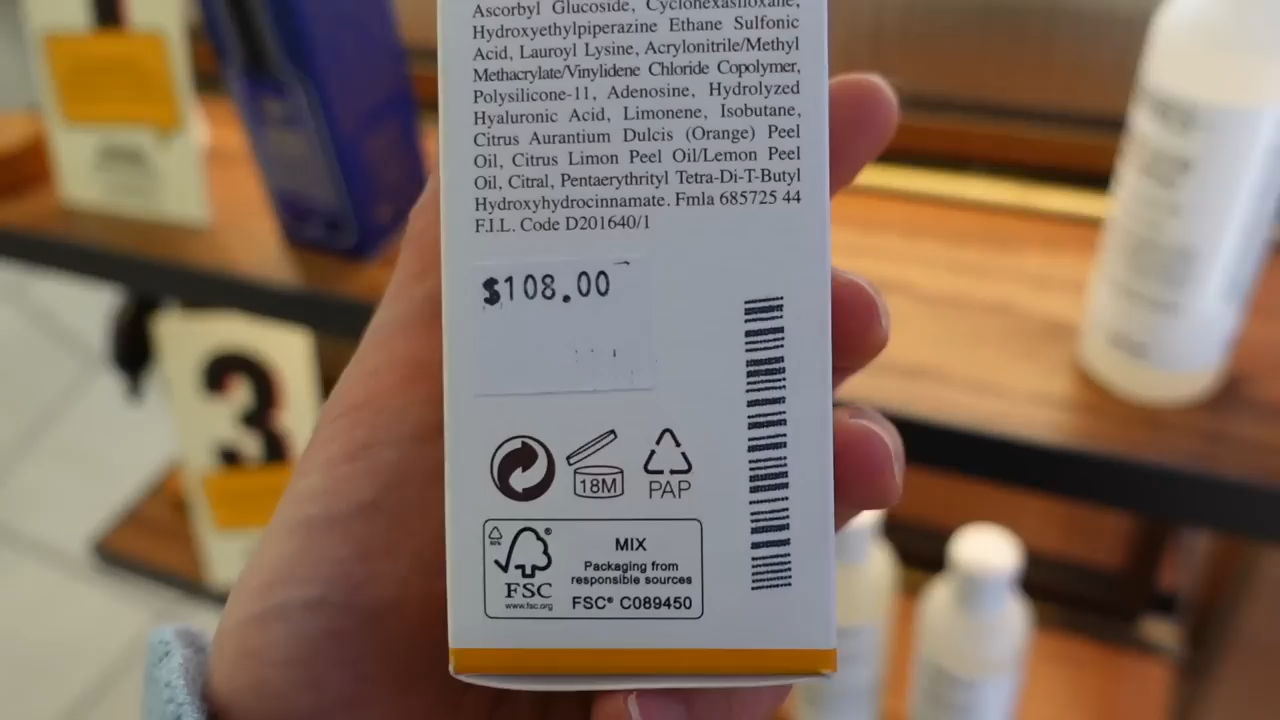 Ascorbyl Glucoside, Cyclohexasiloxane,
Hydroxyethylpiperazine Ethane Sulfonic
Acid, Lauroyl Lysine, Acrylonitrile/Methyl
Methacrylate/Vinylidene Chloride Copolymer,
Polysilicone-11, Adenosine, Hydrolyzed
Hyaluronic Acid, Limonene, Isobutane,
Citrus Aurantium Dulcis (Orange) Peel
Oil, Citrus Limon Peel Oil/Lemon Peel
Oil, Citral, Pentaerythrityl Tetra-Di-T-Butyl
Hydroxyhydrocinnamate. Fmla 685725 44
F.I.L. Code D201640/1
$108.00
18M
PAP
FSC®
www.fsc.org
MIX
Packaging from
responsible sources
FSC® C089450
3